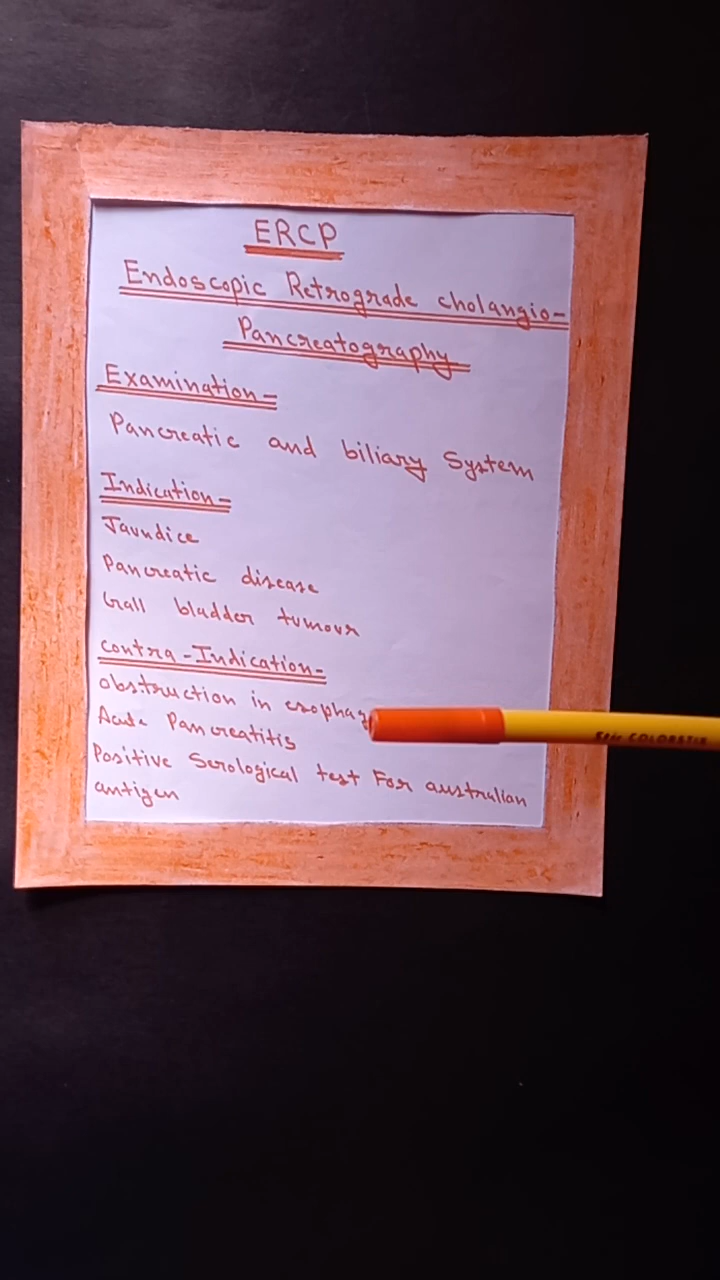 ERCP
Endoscopic Retrograde cholangio-
Pancreatography
Examination-
Pancreatic and biliary System
Indication-
Jaundice
Pancreatic disease
Gall bladder tumour
Contra-Indication-
obstruction in
Acute Pancreatitis
Positive Serological test For australian
antigen